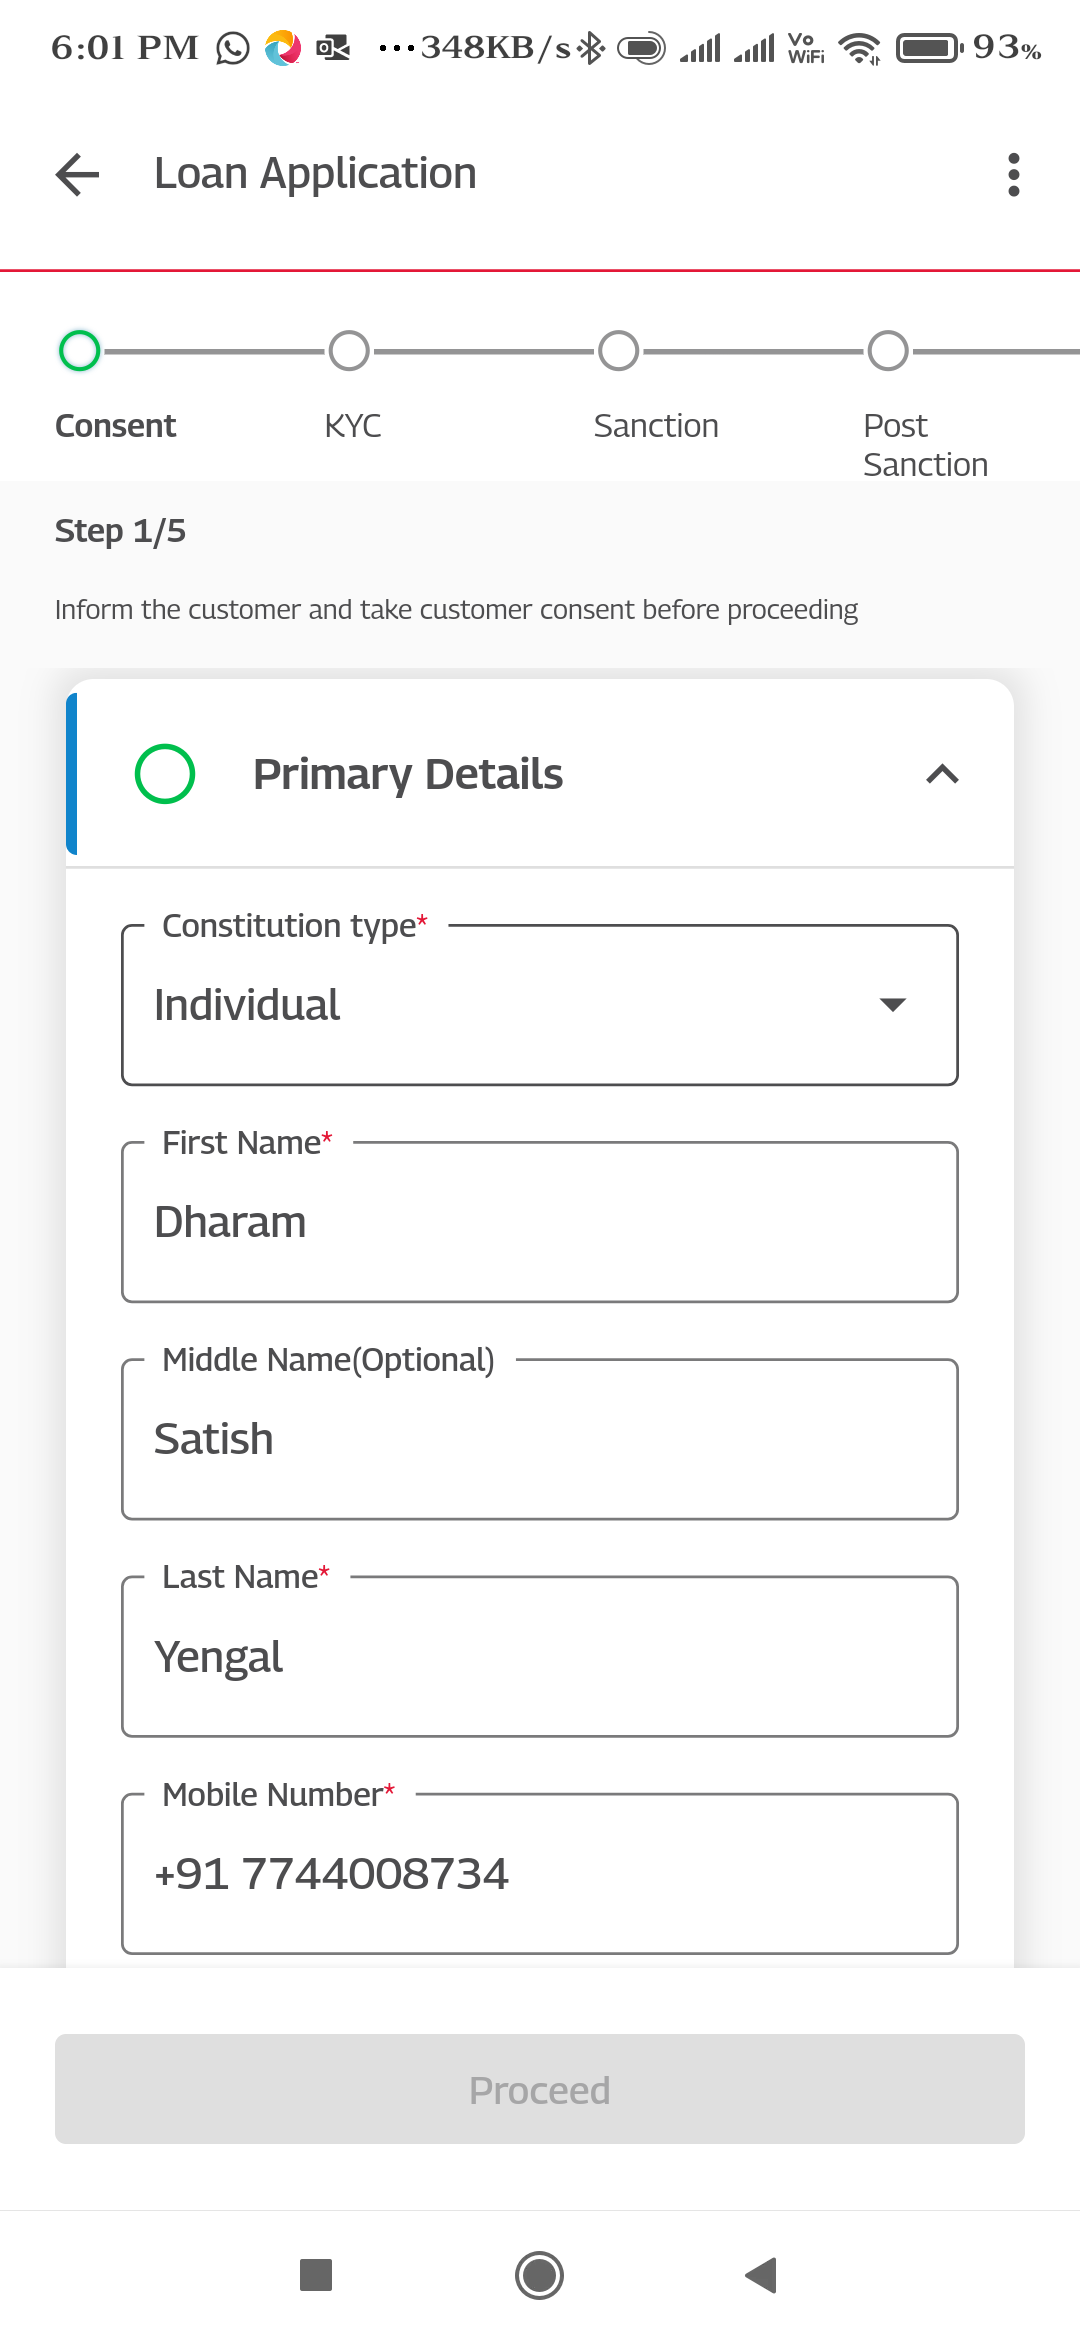 6:01 PM ...348KB/s Vo WiFi 93%
Loan Application
Consent KYC Sanction Post Sanction
Step 1/5
Inform the customer and take customer consent before proceeding
Primary Details
Constitution type*
Individual
First Name*
Dharam
Middle Name(Optional)
Satish
Last Name*
Yengal
Mobile Number*
+91 7744008734
Proceed